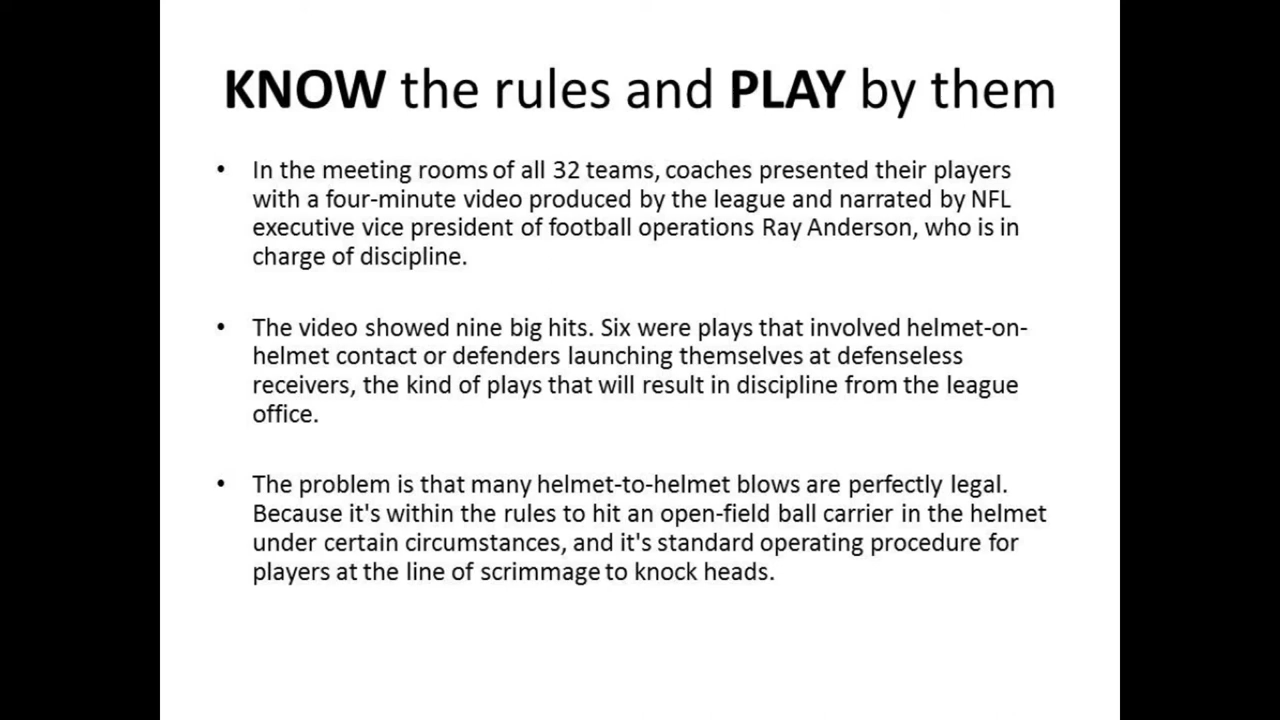 KNOW the rules and PLAY by them
• In the meeting rooms of all 32 teams, coaches presented their players
with a four-minute video produced by the league and narrated by NFL
executive vice president of football operations Ray Anderson, who is in
charge of discipline.
• The video showed nine big hits. Six were plays that involved helmet-on-
helmet contact or defenders launching themselves at defenseless
receivers, the kind of plays that will result in discipline from the league
office.
• The problem is that many helmet-to-helmet blows are perfectly legal.
Because it's within the rules to hit an open-field ball carrier in the helmet
under certain circumstances, and it's standard operating procedure for
players at the line of scrimmage to knock heads.